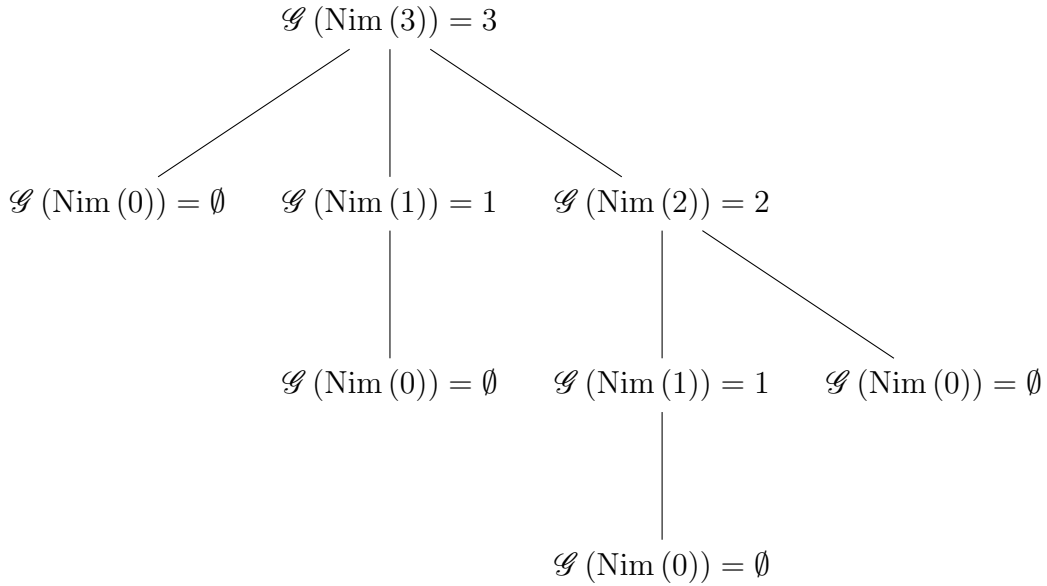 𝒢 (Nim (3)) = 3
𝒢 (Nim (0)) = ∅ 𝒢 (Nim (1)) = 1 𝒢 (Nim (2)) = 2
𝒢 (Nim (0)) = ∅ 𝒢 (Nim (1)) = 1 𝒢 (Nim (0)) = ∅
𝒢 (Nim (0)) = ∅